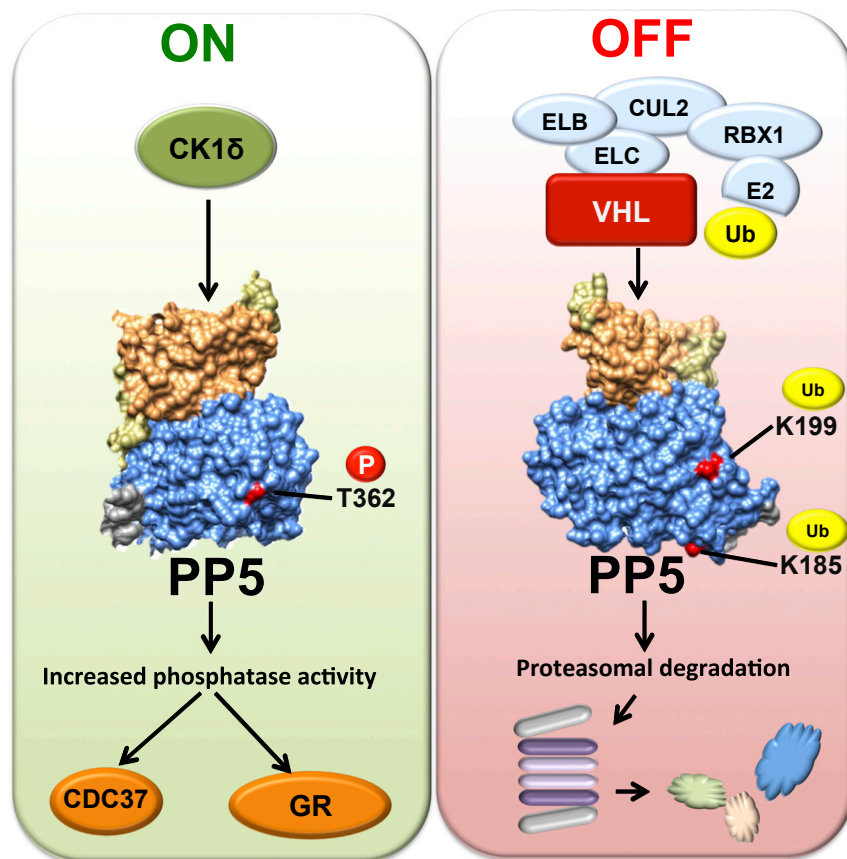 ON
CK1δ
P
T362
PP5
Increased phosphatase activity
CDC37
GR
OFF
ELB
CUL2
RBX1
ELC
E2
VHL
Ub
Ub
K199
Ub
K185
PP5
Proteasomal degradation